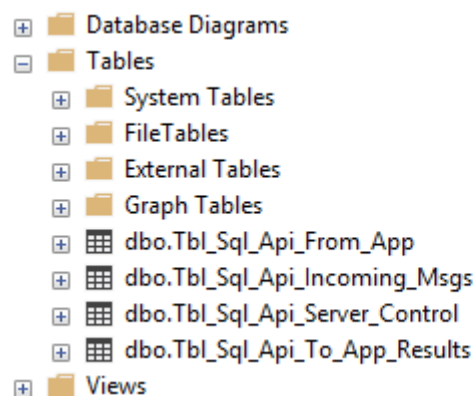 Database Diagrams
Tables
System Tables
FileTables
External Tables
Graph Tables
dbo.Tbl_Sql_Api_From_App
dbo.Tbl_Sql_Api_Incoming_Msgs
dbo.Tbl_Sql_Api_Server_Control
dbo.Tbl_Sql_Api_To_App_Results
Views